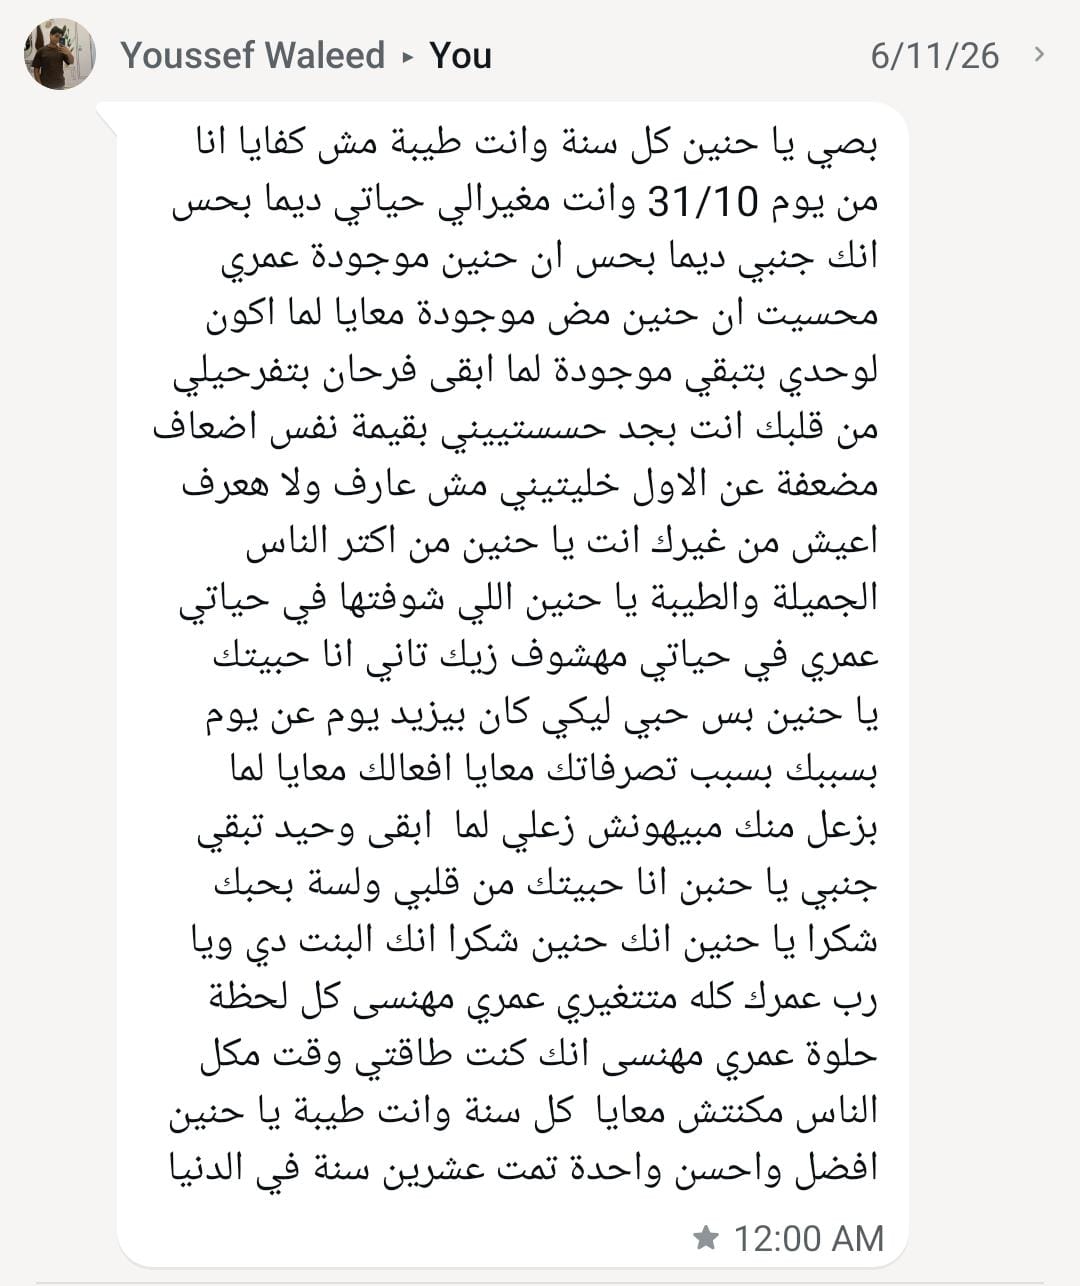 Youssef Waleed ▸ You
6/11/26
بصي يا حنين كل سنة وانت طيبة مش كفايا انا
من يوم 31/10 وانت مغيرالي حياتي ديما بحس
انك جنبي ديما بحس ان حنين موجودة عمري
محسيت ان حنين مض موجودة معايا لما اكون
لوحدي بتبقي موجودة لما ابقى فرحان بتفرحيلي
من قلبك انت بجد حسستييني بقيمة نفس اضعاف
مضعفة عن الاول خليتيني مش عارف ولا هعرف
اعيش من غيرك انت يا حنين من اكتر الناس
الجميلة والطيبة يا حنين اللي شوفتها في حياتي
عمري في حياتي مهشوف زيك تاني انا حبيتك
يا حنين بس حبي ليكي كان بيزيد يوم عن يوم
بسببك بسبب تصرفاتك معايا افعالك معايا لما
بزعل منك مبيهونش زعلي لما  ابقى وحيد تبقي
جنبي يا حنبن انا حبيتك من قلبي ولسة بحبك
شكرا يا حنين انك حنين شكرا انك البنت دي ويا
رب عمرك كله متتغيري عمري مهنسى كل لحظة
حلوة عمري مهنسى انك كنت طاقتي وقت مكل
الناس مكنتش معايا  كل سنة وانت طيبة يا حنين
افضل واحسن واحدة تمت عشرين سنة في الدنيا
12:00 AM